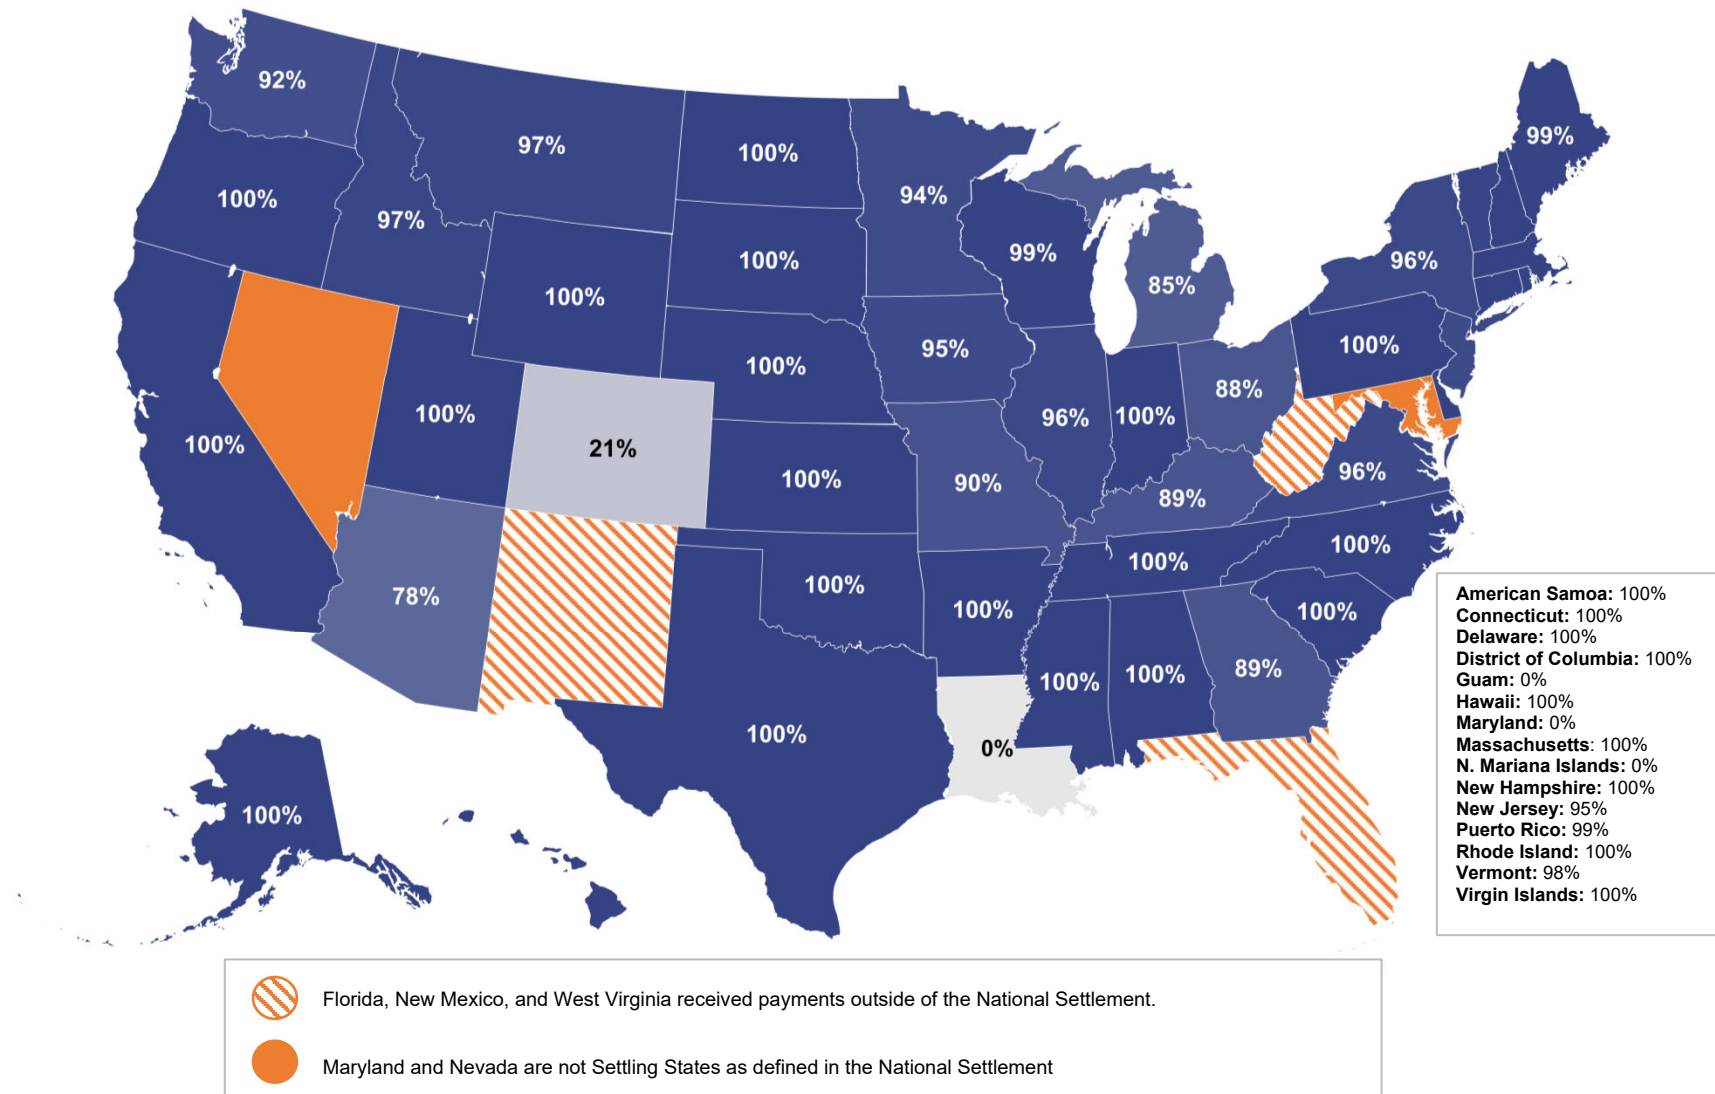 92%
97%
100%
94%
99%
100%
97%
100%
99%
96%
100%
85%
100%
95%
100%
100%
88%
100%
21%
96%
100%
100%
100%
90%
89%
96%
78%
100%
100%
100%
100%
100%
100%
100%
89%
100%
0%
100%
American Samoa: 100%
Connecticut: 100%
Delaware: 100%
District of Columbia: 100%
Guam: 0%
Hawaii: 100%
Maryland: 0%
Massachusetts: 100%
N. Mariana Islands: 0%
New Hampshire: 100%
New Jersey: 95%
Puerto Rico: 99%
Rhode Island: 100%
Vermont: 98%
Virgin Islands: 100%
Florida, New Mexico, and West Virginia received payments outside of the National Settlement.
Maryland and Nevada are not Settling States as defined in the National Settlement